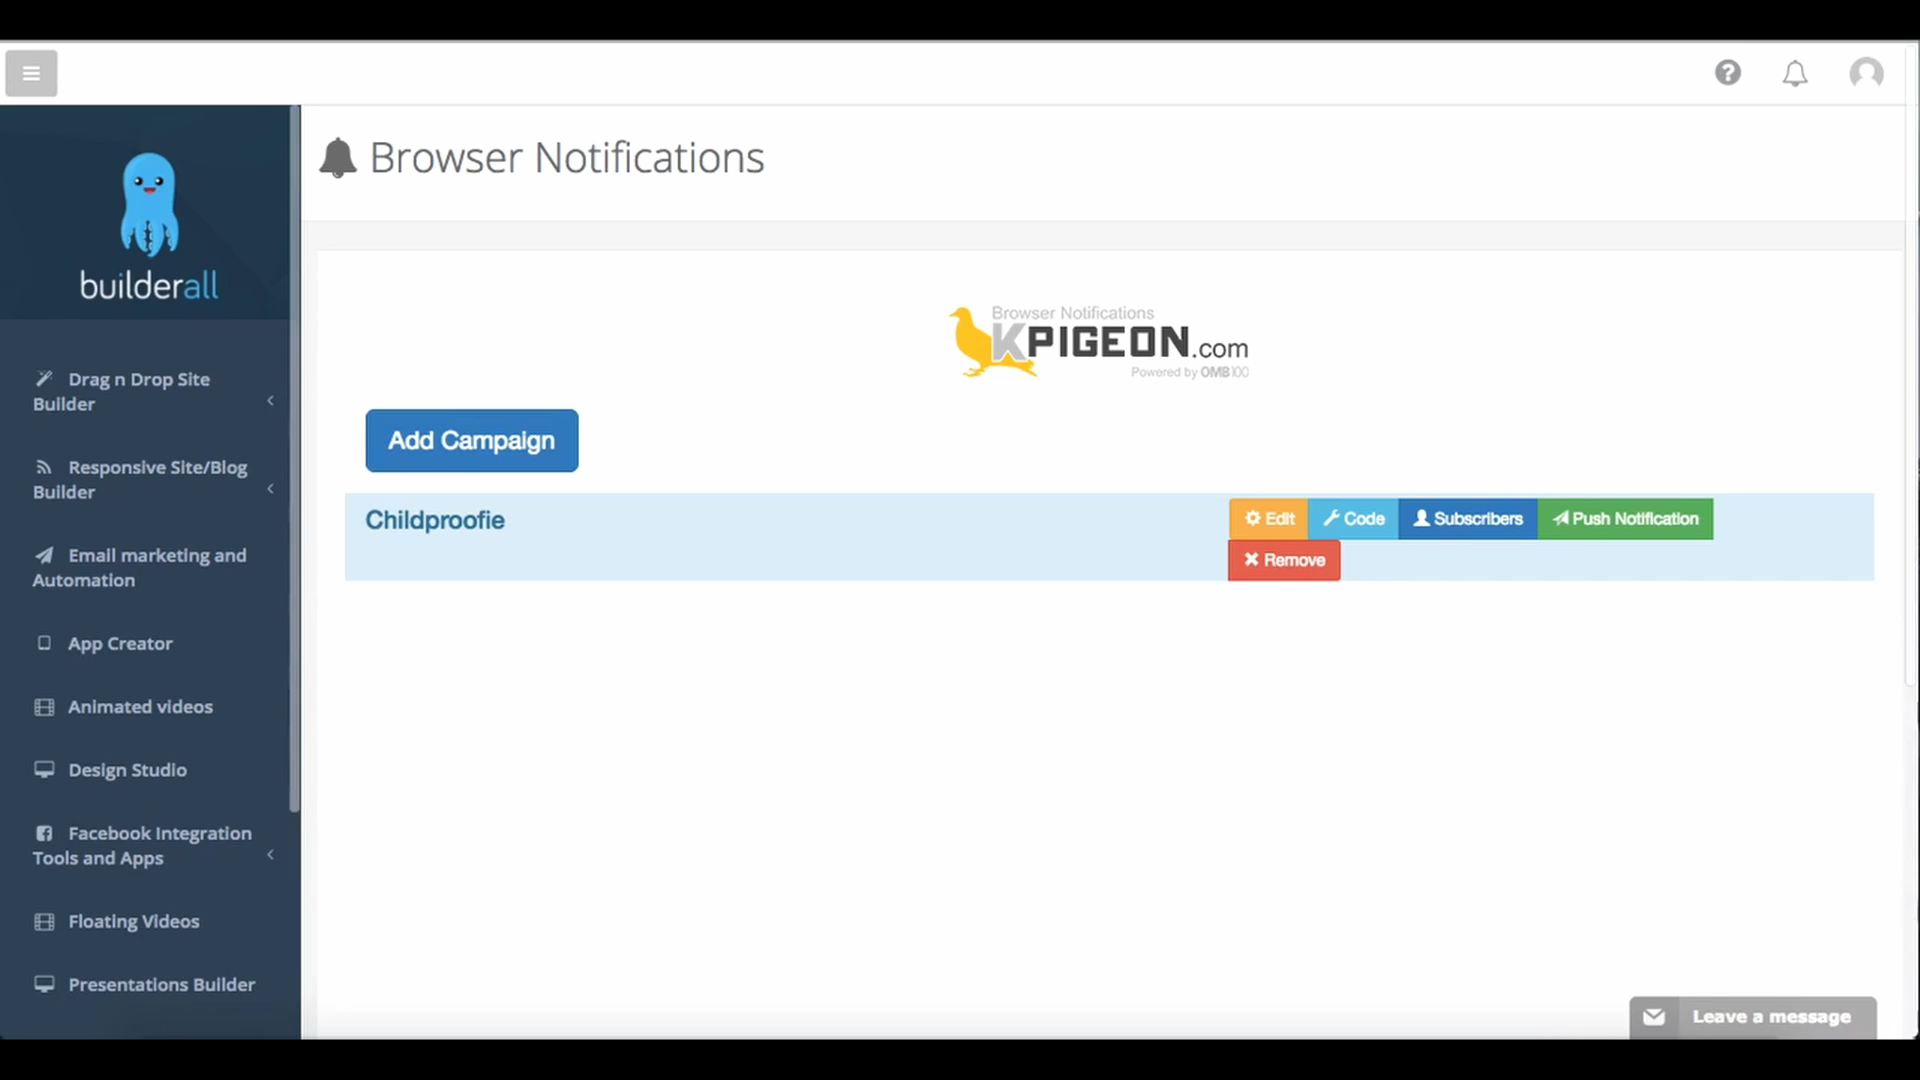 Browser Notifications
builderall
Browser Notifications
KPIGEON.com
Powered by OMB100
Add Campaign
Childproofie
Edit
Code
Subscribers
Push Notification
Remove
Drag n Drop Site
Builder
Responsive Site/Blog
Builder
Email marketing and
Automation
App Creator
Animated videos
Design Studio
Facebook Integration
Tools and Apps
Floating Videos
Presentations Builder
Leave a message